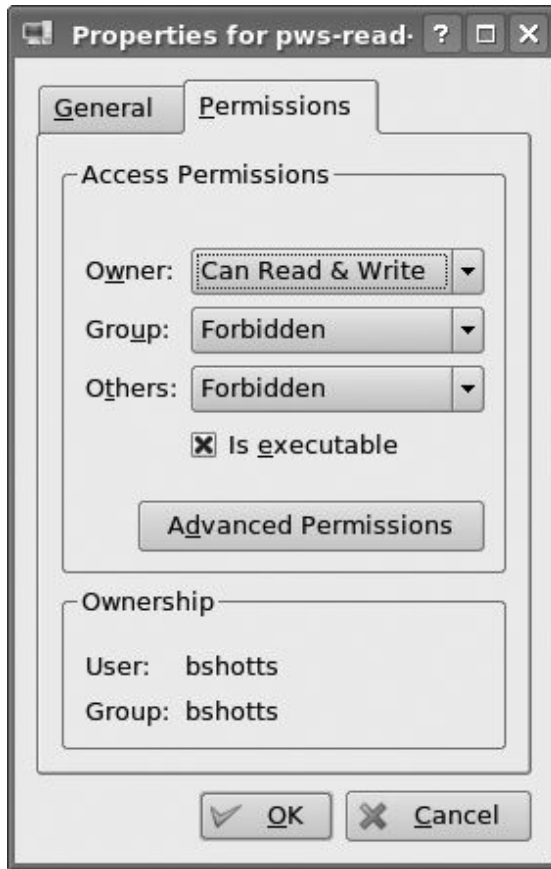 Properties for pws-read-
General Permissions
Access Permissions
Owner: Can Read & Write
Group: Forbidden
Others: Forbidden
Is executable
Advanced Permissions
Ownership
User: bshotts
Group: bshotts
OK Cancel